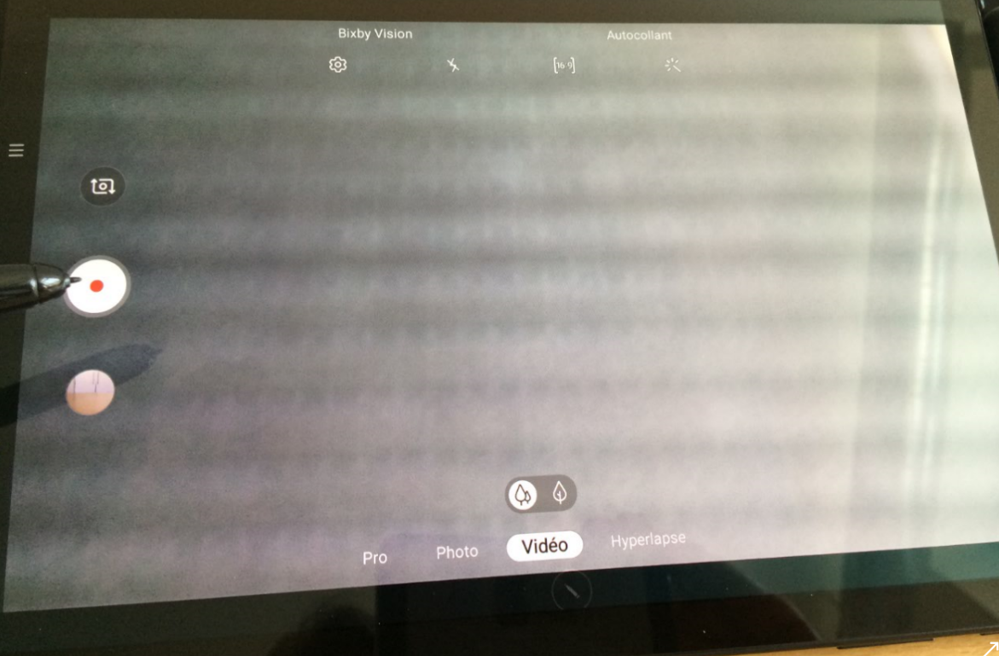 Bixby Vision
Autocollant
16:9
Pro
Photo
Vidéo
Hyperlapse